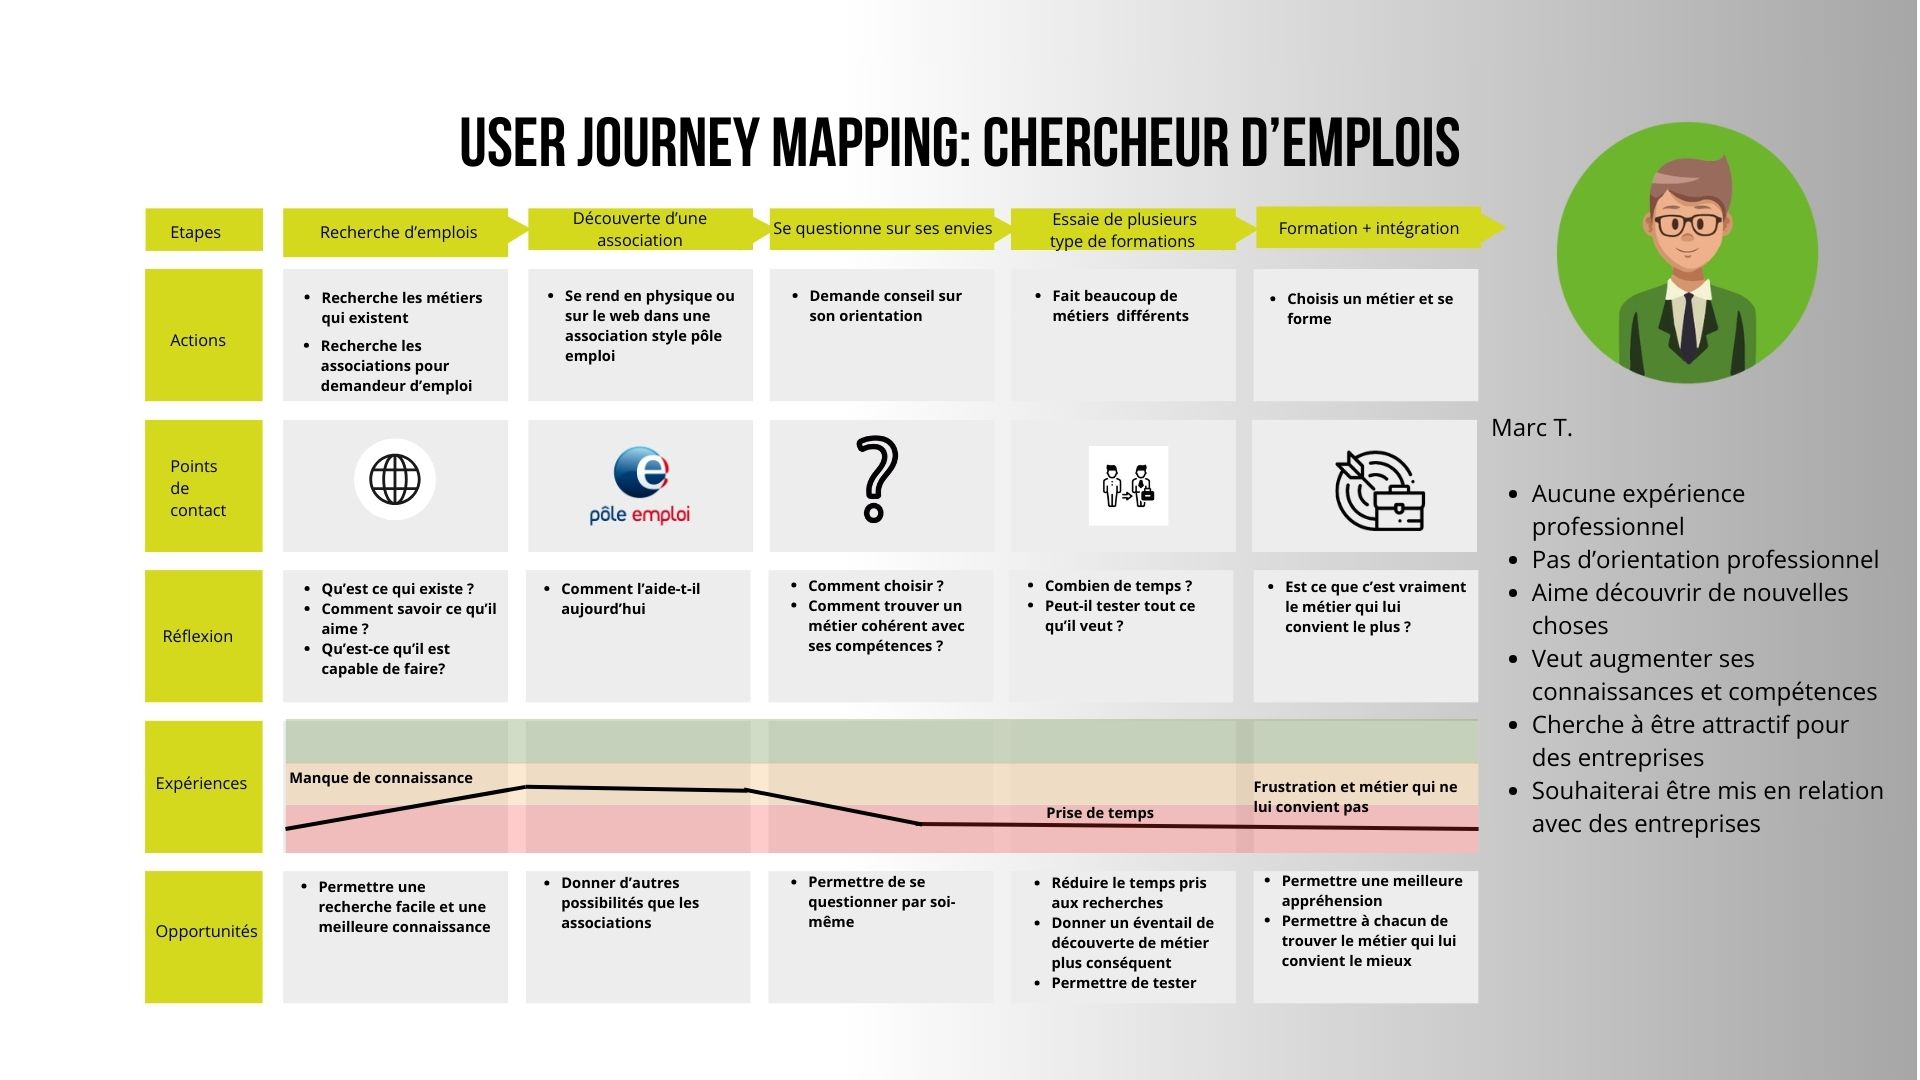 USER JOURNEY MAPPING: CHERCHEUR D'EMPLOIS
Etapes
Recherche d'emplois
Découverte d'une
association
Se questionne sur ses envies
Essaie de plusieurs
type de formations
Formation + intégration
Actions
• Recherche les métiers
qui existent
• Recherche les
associations pour
demandeur d'emploi
• Se rend en physique ou
sur le web dans une
association style pôle
emploi
• Demande conseil sur
son orientation
• Fait beaucoup de
métiers différents
• Choisis un métier et se
forme
Points
de
contact
pôle emploi
Réflexion
• Qu'est ce qui existe ?
• Comment savoir ce qu'il
aime ?
• Qu'est-ce qu'il est
capable de faire?
• Comment l'aide-t-il
aujourd'hui
• Comment choisir ?
• Comment trouver un
métier cohérent avec
ses compétences ?
• Combien de temps ?
• Peut-il tester tout ce
qu'il veut ?
• Est ce que c'est vraiment
le métier qui lui
convient le plus ?
Expériences
Manque de connaissance
Prise de temps
Frustration et métier qui ne
lui convient pas
Opportunités
• Permettre une
recherche facile et une
meilleure connaissance
• Donner d'autres
possibilités que les
associations
• Permettre de se
questionner par soi-
même
• Réduire le temps pris
aux recherches
• Donner un éventail de
découverte de métier
plus conséquent
• Permettre de tester
• Permettre une meilleure
appréhension
• Permettre à chacun de
trouver le métier qui lui
convient le mieux
Marc T.
• Aucune expérience
professionnel
• Pas d'orientation professionnel
• Aime découvrir de nouvelles
choses
• Veut augmenter ses
connaissances et compétences
• Cherche à être attractif pour
des entreprises
• Souhaiterai être mis en relation
avec des entreprises